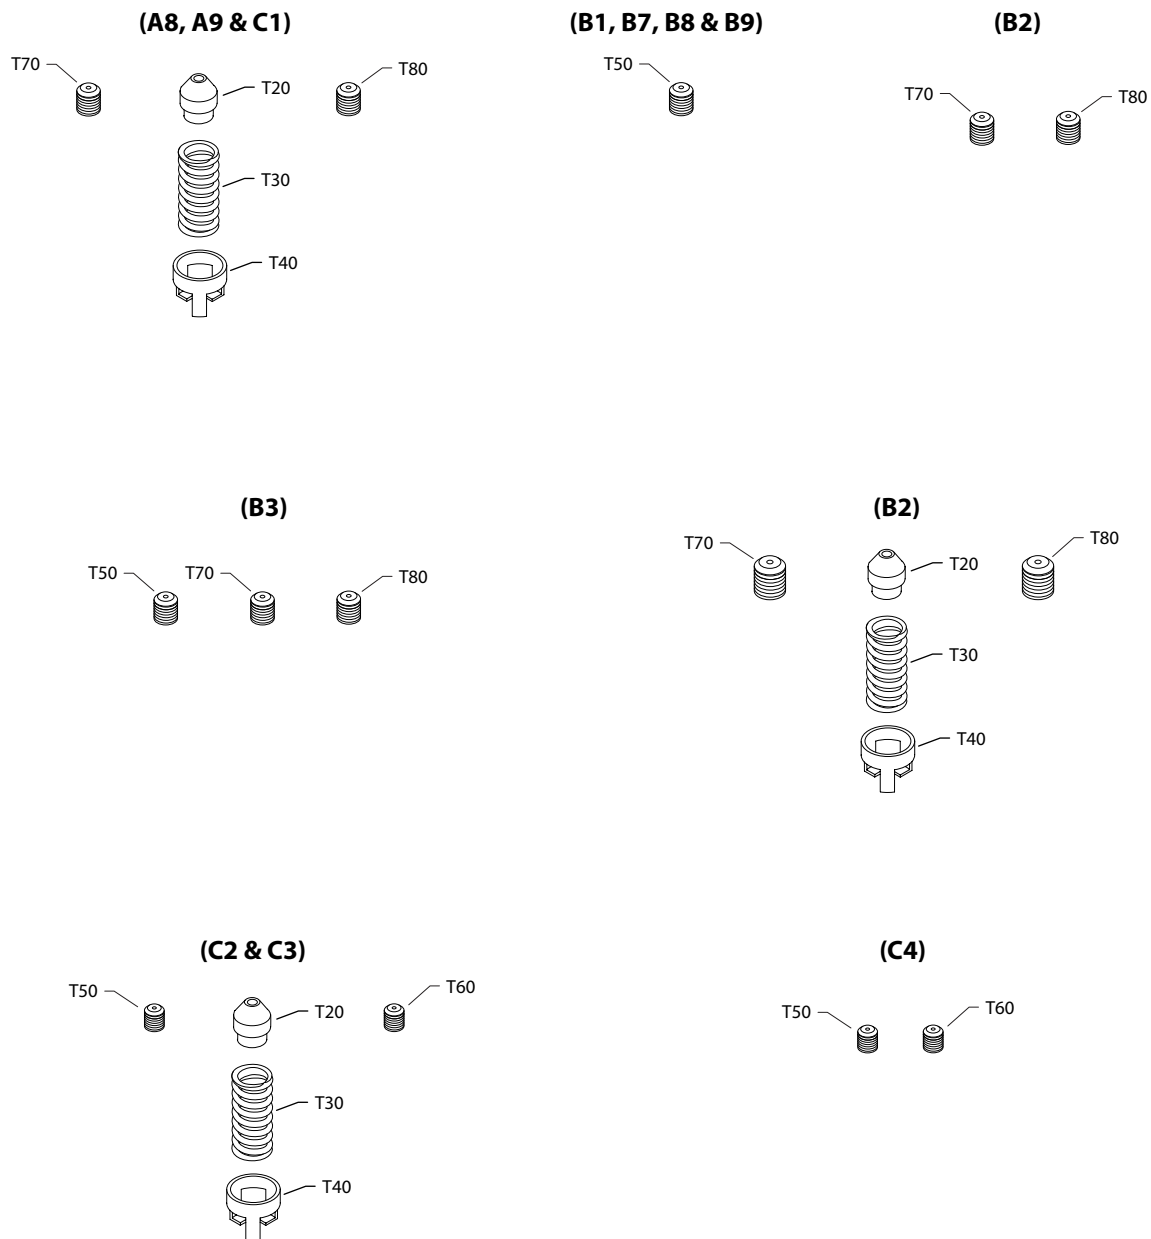 (A8, A9 & C1)
T70
T20
T80
T30
T40
(B1, B7, B8 & B9)
T50
(B2)
T70
T80
(B3)
T50
T70
T80
(B2)
T70
T20
T80
T30
T40
(C2 & C3)
T50
T20
T60
T30
T40
(C4)
T50
T60